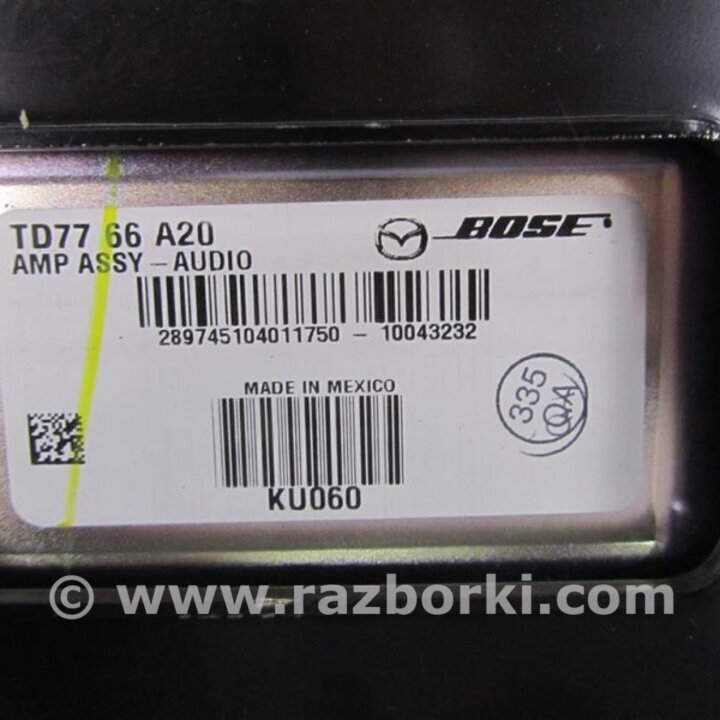 TD77 66 A20
BOSE
AMP ASSY – AUDIO
289745104011750 – 10043232
MADE IN MEXICO
335
QA
KU060
© www.razborki.com